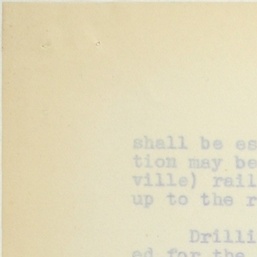 shall be es
tion may be
ville) rail
up to the r
Drilli
ed for the